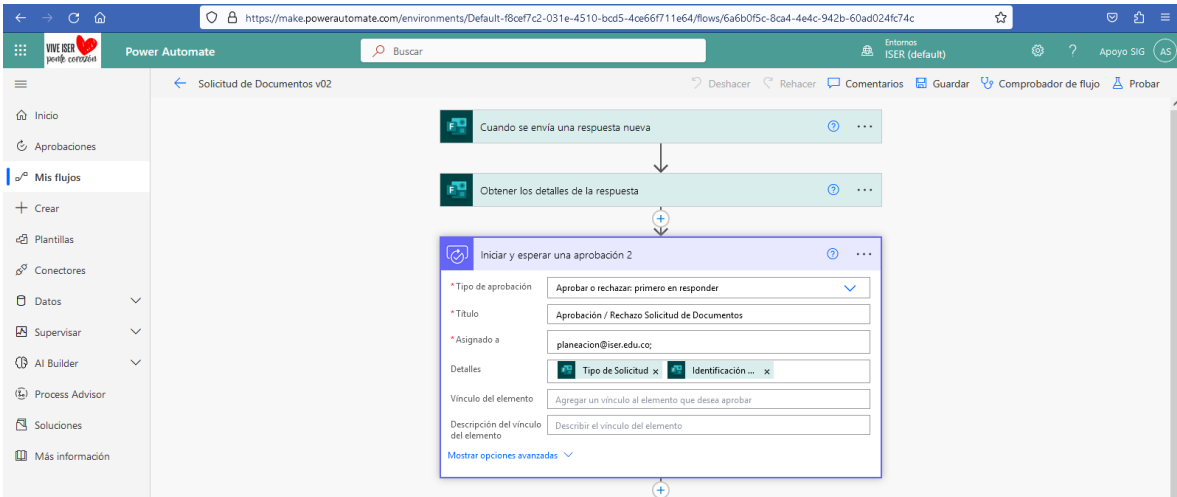 https://make.powerautomate.com/environments/Default-f8cef7c2-031e-4510-bcd5-4ce66f711e64/flows/6a6b0f5c-8ca4-4e4c-942b-60ad024fc74c
VIVE ISER
ponle corazón
Power Automate
Buscar
Entornos
ISER (default)
?
Apoyo SIG
AS
Solicitud de Documentos v02
Deshacer
Rehacer
Comentarios
Guardar
Comprobador de flujo
Probar
Inicio
Aprobaciones
Mis flujos
Crear
Plantillas
Conectores
Datos
Supervisar
AI Builder
Process Advisor
Soluciones
Más información
Cuando se envía una respuesta nueva
Obtener los detalles de la respuesta
Iniciar y esperar una aprobación 2
* Tipo de aprobación
Aprobar o rechazar: primero en responder
* Título
Aprobación / Rechazo Solicitud de Documentos
* Asignado a
planeacion@iser.edu.co;
Detalles
Tipo de Solicitud x
Identificación ... x
Vínculo del elemento
Agregar un vínculo al elemento que desea aprobar
Descripción del vínculo
del elemento
Describir el vínculo del elemento
Mostrar opciones avanzadas